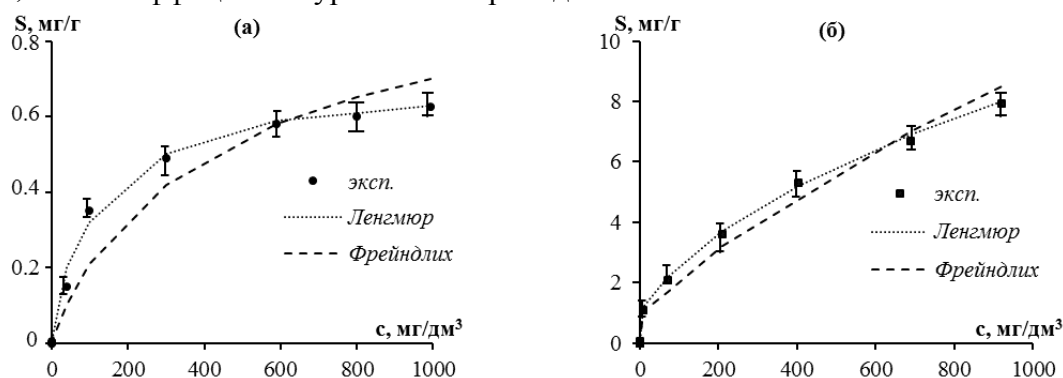 S, мг/г
(а)
0.8
0.6
0.4
0.2
0
0 200 400 600 800 1000
с, мг/дм³
эксп.
Ленгмюр
Фрейндлих
S, мг/г
(б)
10
8
6
4
2
0
0 200 400 600 800 1000
с, мг/дм³
эксп.
Ленгмюр
Фрейндлих